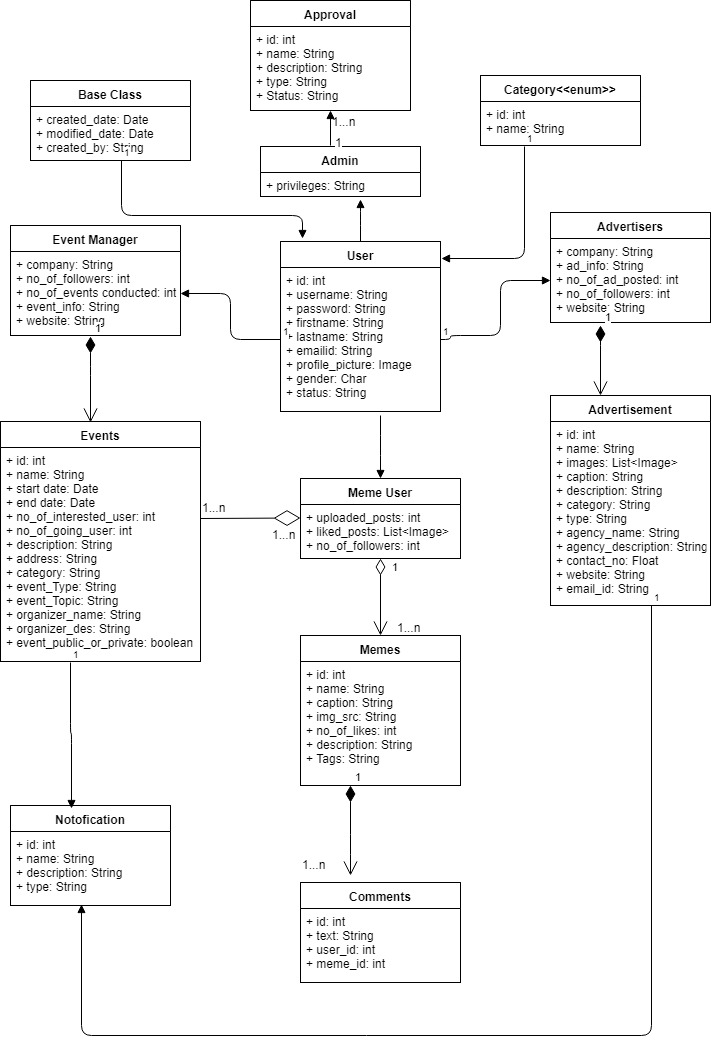 Approval
+ id: int
+ name: String
+ description: String
+ type: String
+ Status: String
1...n
1
Base Class
+ created_date: Date
+ modified_date: Date
+ created_by: String
1
Category<<enum>>
+ id: int
+ name: String
1
Admin
+ privileges: String
Event Manager
+ company: String
+ no_of_followers: int
+ no_of_events conducted: int
+ event_info: String
+ website: String
1
User
+ id: int
+ username: String
+ password: String
+ firstname: String
+ lastname: String
+ emailid: String
+ profile_picture: Image
+ gender: Char
+ status: String
1
1
Advertisers
+ company: String
+ ad_info: String
+ no_of_ad_posted: int
+ no_of_followers: int
+ website: String
1
Events
+ id: int
+ name: String
+ start date: Date
+ end date: Date
+ no_of_interested_user: int
+ no_of_going_user: int
+ description: String
+ address: String
+ category: String
+ event_Type: String
+ event_Topic: String
+ organizer_name: String
+ organizer_des: String
+ event_public_or_private: boolean
1
1...n
1...n
Meme User
+ uploaded_posts: int
+ liked_posts: List<Image>
+ no_of_followers: int
1
1...n
Advertisement
+ id: int
+ name: String
+ images: List<Image>
+ caption: String
+ description: String
+ category: String
+ type: String
+ agency_name: String
+ agency_description: String
+ contact_no: Float
+ website: String
+ email_id: String
1
Memes
+ id: int
+ name: String
+ caption: String
+ img_src: String
+ no_of_likes: int
+ description: String
+ Tags: String
1
1...n
Notofication
+ id: int
+ name: String
+ description: String
+ type: String
Comments
+ id: int
+ text: String
+ user_id: int
+ meme_id: int